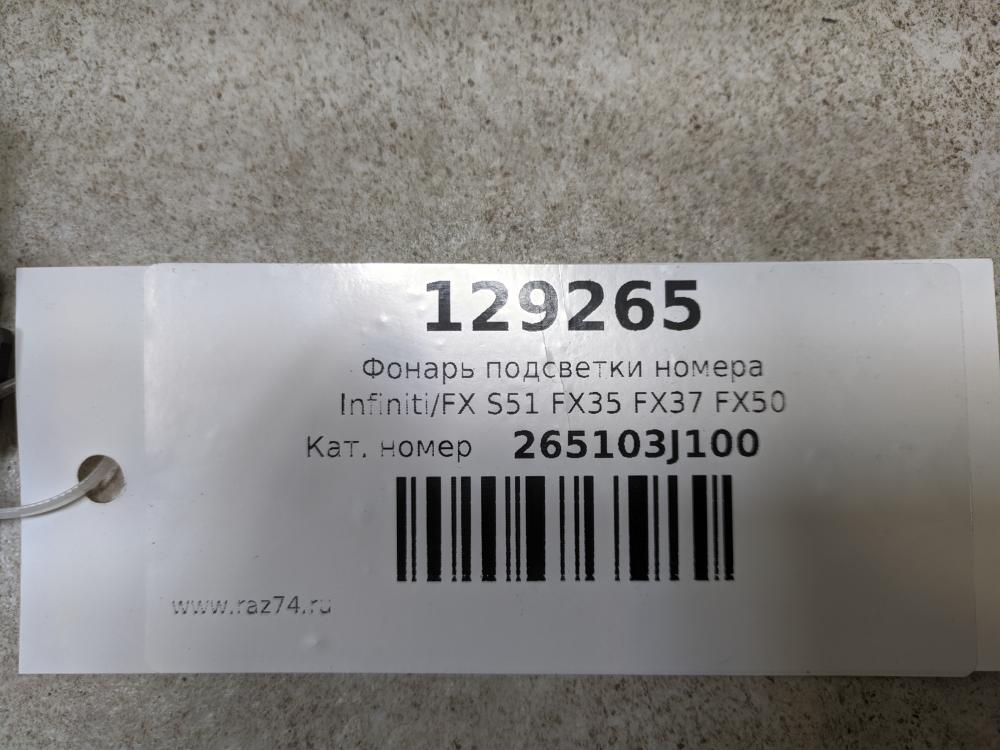 129265
Фонарь подсветки номера
Infiniti/FX S51 FX35 FX37 FX50
Кат. номер 265103J100
www.raz74.ru